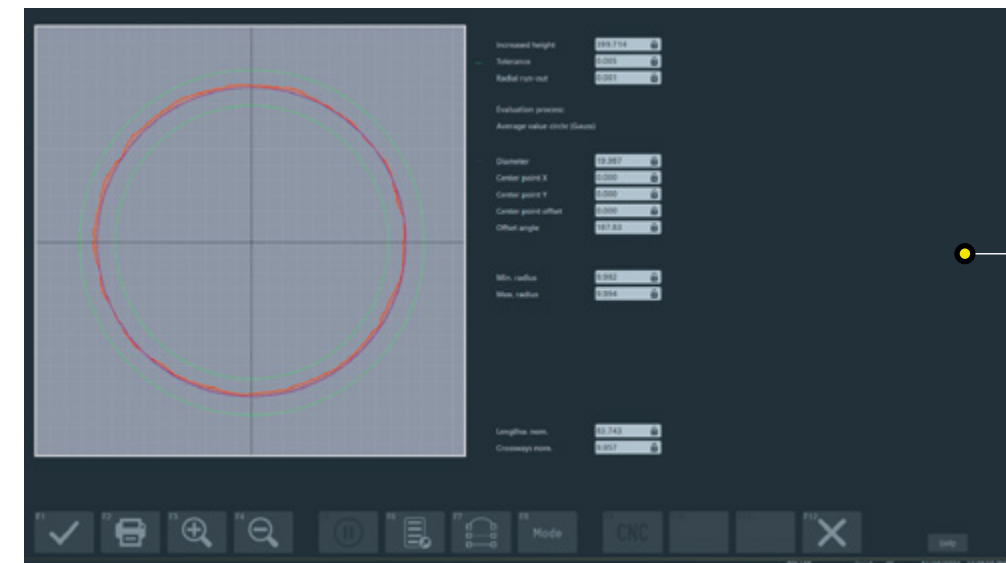 Increased height 399.714
Tolerance 0.005
Radial run-out 0.001
Evaluation process:
Average value circle (Gauss)
Diameter 19.987
Center point X 0.000
Center point Y 0.000
Center point offset 0.000
Offset angle 187.83
Min. radius 9.992
Max. radius 9.994
Lengthw. nom. 83.743
Crossways nom. 9.957
F1 F2 F3 F4 F6 F7 F8 F12
Mode CNC